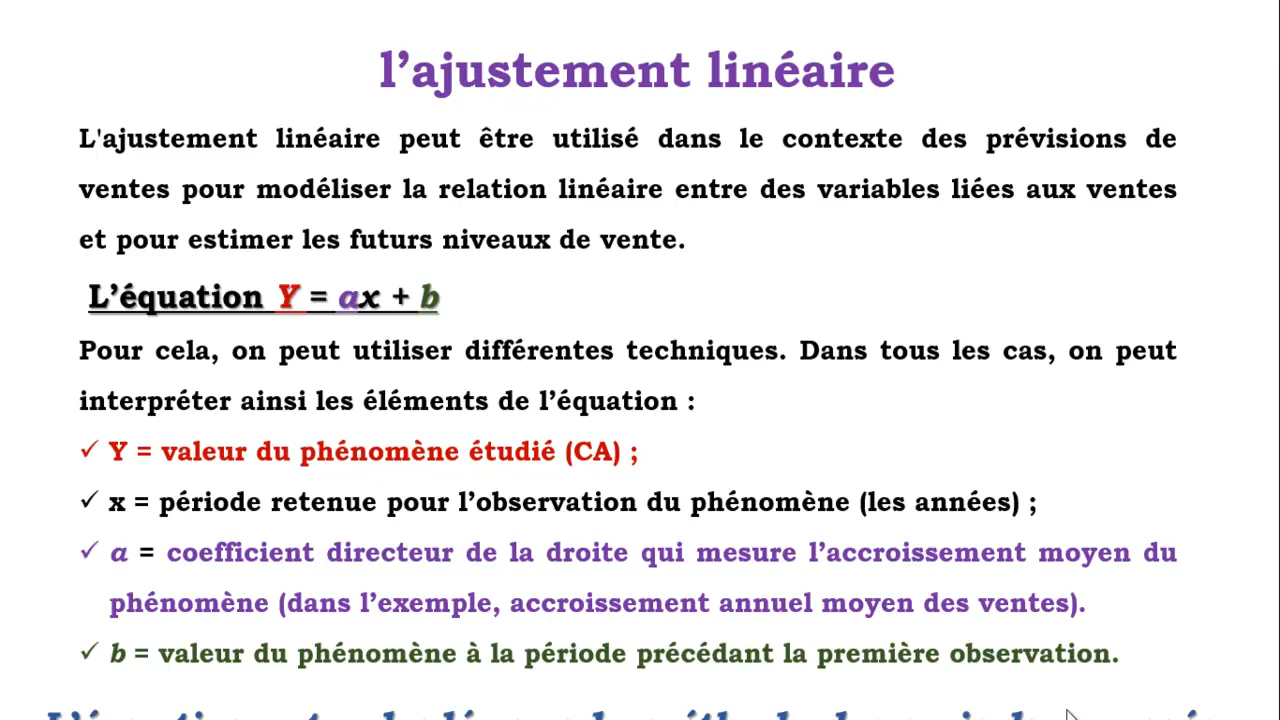 l’ajustement linéaire
L'ajustement linéaire peut être utilisé dans le contexte des prévisions de
ventes pour modéliser la relation linéaire entre des variables liées aux ventes
et pour estimer les futurs niveaux de vente.
L’équation Y = ax + b
Pour cela, on peut utiliser différentes techniques. Dans tous les cas, on peut
interpréter ainsi les éléments de l’équation :
✓ Y = valeur du phénomène étudié (CA) ;
✓ x = période retenue pour l’observation du phénomène (les années) ;
✓ a = coefficient directeur de la droite qui mesure l’accroissement moyen du
phénomène (dans l’exemple, accroissement annuel moyen des ventes).
✓ b = valeur du phénomène à la période précédant la première observation.